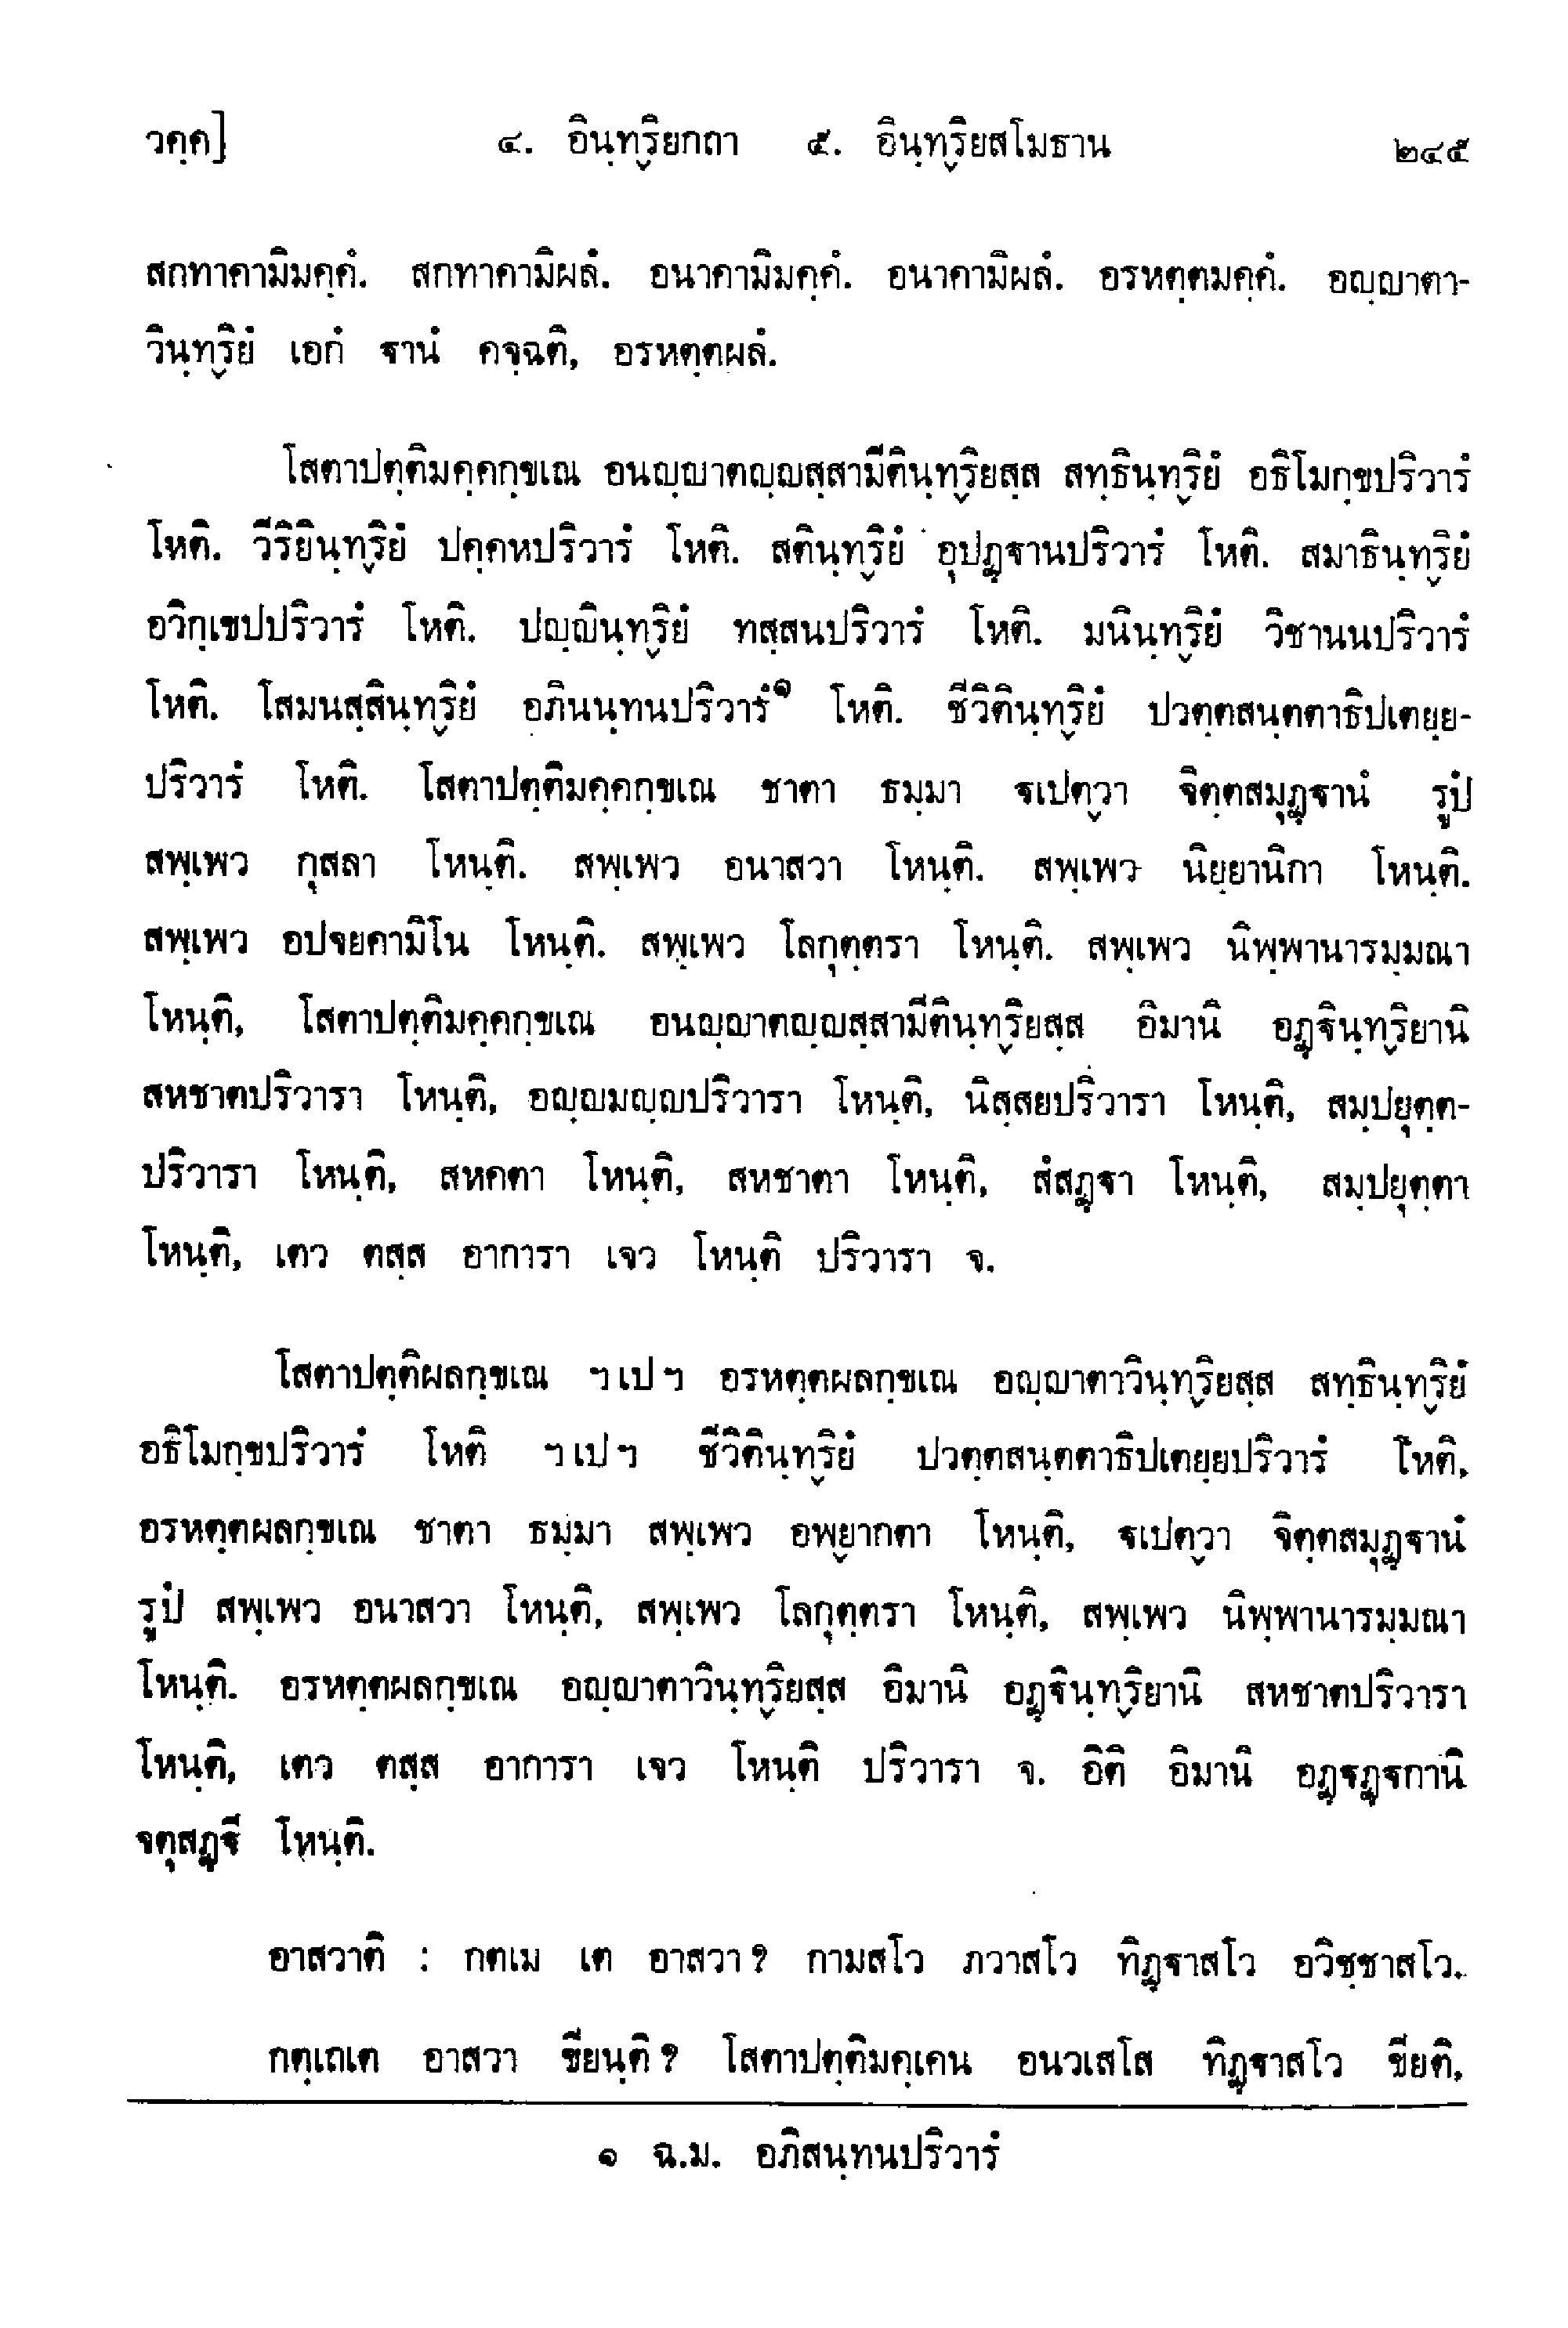 วคฺค]	๔. อินฺทฺริยกถา ๕. อินฺทฺริยสโมธาน	๒๔๕
สกทาคามิมคฺคํ. สกทาคามิผลํ. อนาคามิมคฺคํ. อนาคามิผลํ. อรหตฺตมคฺคํ. อญฺญาตา-
วินฺทฺริยํ เอกํ ฐานํ คจฺฉติ, อรหตฺตผลํ.
โสตาปตฺติมคฺคกฺขเณ อนญฺญาตญฺญสฺสามีตินฺทฺริยสฺส สทฺธินฺทฺริยํ อธิโมกฺขปริวารํ
โหติ. วีริยินฺทฺริยํ ปคฺคหปริวารํ โหติ. สตินฺทฺริยํ อุปฏฺฐานปริวารํ โหติ. สมาธินฺทฺริยํ
อวิกฺเขปปริวารํ โหติ. ปญฺญินฺทฺริยํ ทสฺสนปริวารํ โหติ. มนินฺทฺริยํ วิชานนปริวารํ
โหติ. โสมนสฺสินฺทฺริยํ อภินนฺทนปริวารํ๑ โหติ. ชีวิตินฺทฺริยํ ปวตฺตสนฺตตาธิปเตยฺย-
ปริวารํ โหติ. โสตาปตฺติมคฺคกฺขเณ ชาตา ธมฺมา ฐเปตฺวา จิตฺตสมุฏฺฐานํ รูปํ
สพฺเพว กุสลา โหนฺติ. สพฺเพว อนาสวา โหนฺติ. สพฺเพว นิยฺยานิกา โหนฺติ.
สพฺเพว อปจยคามิโน โหนฺติ. สพฺเพว โลกุตฺตรา โหนฺติ. สพฺเพว นิพฺพานารมฺมณา
โหนฺติ, โสตาปตฺติมคฺคกฺขเณ อนญฺญาตญฺญสฺสามีตินฺทฺริยสฺส อิมานิ อฏฺฐินฺทฺริยานิ
สหชาตปริวารา โหนฺติ, อญฺญมญฺญปริวารา โหนฺติ, นิสฺสยปริวารา โหนฺติ, สมฺปยุตฺต-
ปริวารา โหนฺติ, สหคตา โหนฺติ, สหชาตา โหนฺติ, สํสฏฺฐา โหนฺติ, สมฺปยุตฺตา
โหนฺติ, เตว ตสฺส อาการา เจว โหนฺติ ปริวารา จ.
โสตาปตฺติผลกฺขเณ ฯ เป ฯ อรหตฺตผลกฺขเณ อญฺญาตาวินฺทฺริยสฺส สทฺธินฺทฺริยํ
อธิโมกฺขปริวารํ โหติ ฯ เป ฯ ชีวิตินฺทฺริยํ ปวตฺตสนฺตตาธิปเตยฺยปริวารํ โหติ,
อรหตฺตผลกฺขเณ ชาตา ธมฺมา สพฺเพว อพฺยากตา โหนฺติ, ฐเปตฺวา จิตฺตสมุฏฺฐานํ
รูปํ สพฺเพว อนาสวา โหนฺติ, สพฺเพว โลกุตฺตรา โหนฺติ, สพฺเพว นิพฺพานารมฺมณา
โหนฺติ. อรหตฺตผลกฺขเณ อญฺญาตาวินฺทฺริยสฺส อิมานิ อฏฺฐินฺทฺริยานิ สหชาตปริวารา
โหนฺติ, เตว ตสฺส อาการา เจว โหนฺติ ปริวารา จ. อิติ อิมานิ อฏฺฐฏฺฐกานิ
จตุสฏฺฐี โหนฺติ.
อาสวาติ : กตเม เต อาสวา ? กามสโว ภวาสโว ทิฏฺฐาสโว อวิชฺชาสโว.
กตฺเถเต อาสวา ขียนฺติ ? โสตาปตฺติมคฺเคน อนวเสโส ทิฏฺฐาสโว ขียติ,
๑ ฉ.ม. อภิสนฺทนปริวารํ